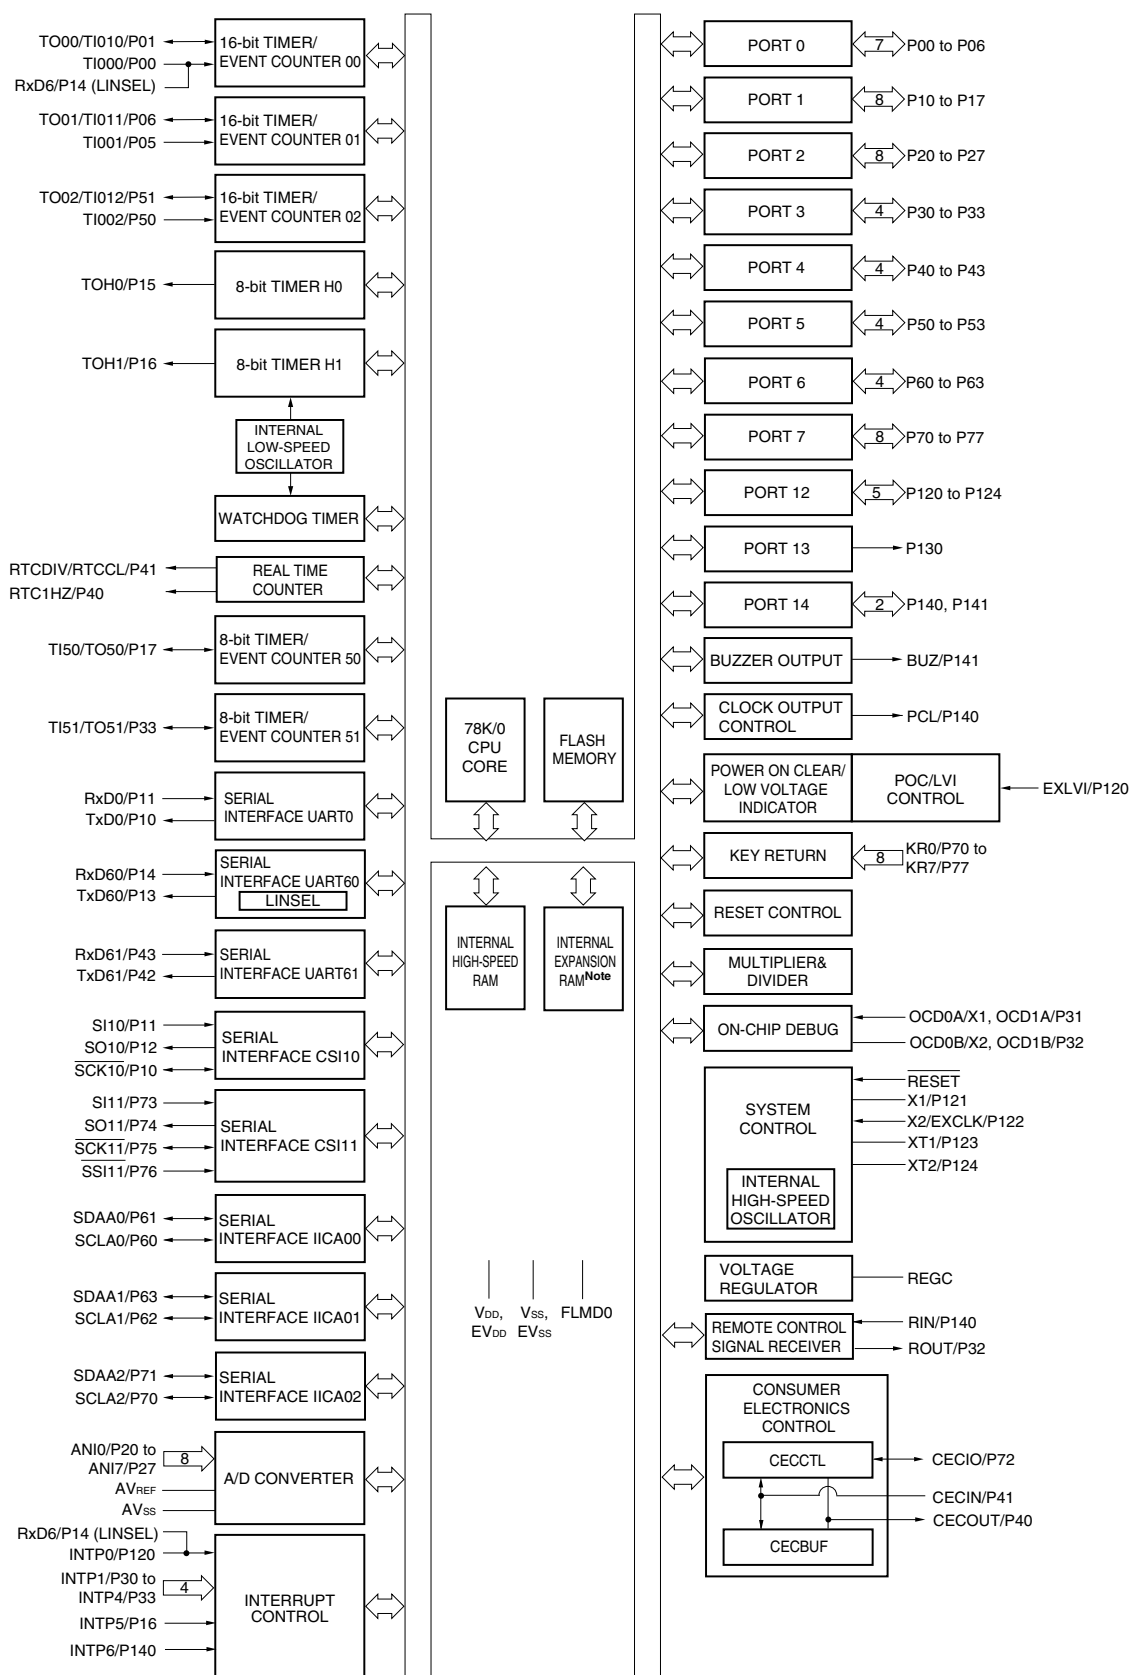 TO00/TI010/P01
TI000/P00
RxD6/P14 (LINSEL)
16-bit TIMER/
EVENT COUNTER 00
TO01/TI011/P06
TI001/P05
16-bit TIMER/
EVENT COUNTER 01
TO02/TI012/P51
TI002/P50
16-bit TIMER/
EVENT COUNTER 02
TOH0/P15
8-bit TIMER H0
TOH1/P16
8-bit TIMER H1
INTERNAL
LOW-SPEED
OSCILLATOR
WATCHDOG TIMER
RTCDIV/RTCCL/P41
RTC1HZ/P40
REAL TIME
COUNTER
TI50/TO50/P17
8-bit TIMER/
EVENT COUNTER 50
TI51/TO51/P33
8-bit TIMER/
EVENT COUNTER 51
RxD0/P11
TxD0/P10
SERIAL
INTERFACE UART0
RxD60/P14
TxD60/P13
SERIAL
INTERFACE UART60
LINSEL
RxD61/P43
TxD61/P42
SERIAL
INTERFACE UART61
SI10/P11
SO10/P12
SCK10/P10
SERIAL
INTERFACE CSI10
SI11/P73
SO11/P74
SCK11/P75
SSI11/P76
SERIAL
INTERFACE CSI11
SDAA0/P61
SCLA0/P60
SERIAL
INTERFACE IICA00
SDAA1/P63
SCLA1/P62
SERIAL
INTERFACE IICA01
SDAA2/P71
SCLA2/P70
SERIAL
INTERFACE IICA02
ANI0/P20 to
ANI7/P27
8
AVREF
AVSS
A/D CONVERTER
RxD6/P14 (LINSEL)
INTP0/P120
INTP1/P30 to
INTP4/P33
4
INTP5/P16
INTP6/P140
INTERRUPT
CONTROL
78K/0
CPU
CORE
FLASH
MEMORY
INTERNAL
HIGH-SPEED
RAM
INTERNAL
EXPANSION
RAMNote
VDD,
EVDD
VSS,
EVSS
FLMD0
PORT 0
7
P00 to P06
PORT 1
8
P10 to P17
PORT 2
8
P20 to P27
PORT 3
4
P30 to P33
PORT 4
4
P40 to P43
PORT 5
4
P50 to P53
PORT 6
4
P60 to P63
PORT 7
8
P70 to P77
PORT 12
5
P120 to P124
PORT 13
P130
PORT 14
2
P140, P141
BUZZER OUTPUT
BUZ/P141
CLOCK OUTPUT
CONTROL
PCL/P140
POWER ON CLEAR/
LOW VOLTAGE
INDICATOR
POC/LVI
CONTROL
EXLVI/P120
KEY RETURN
8
KR0/P70 to
KR7/P77
RESET CONTROL
MULTIPLIER&
DIVIDER
ON-CHIP DEBUG
OCD0A/X1, OCD1A/P31
OCD0B/X2, OCD1B/P32
SYSTEM
CONTROL
INTERNAL
HIGH-SPEED
OSCILLATOR
RESET
X1/P121
X2/EXCLK/P122
XT1/P123
XT2/P124
VOLTAGE
REGULATOR
REGC
REMOTE CONTROL
SIGNAL RECEIVER
RIN/P140
ROUT/P32
CONSUMER
ELECTRONICS
CONTROL
CECCTL
CECBUF
CECIO/P72
CECIN/P41
CECOUT/P40